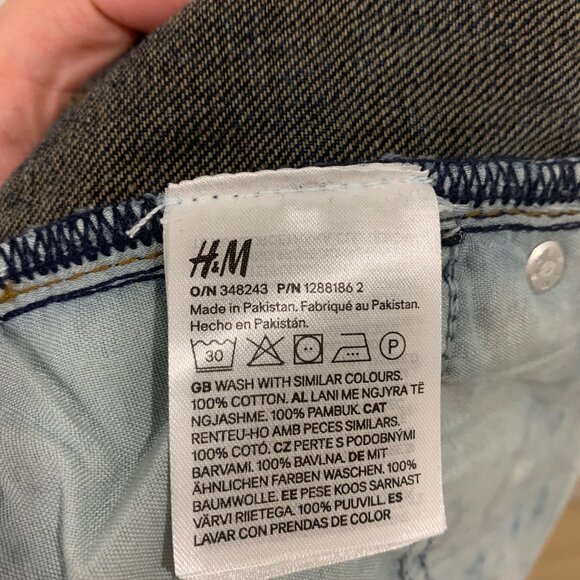 H&M
O/N 348243 P/N 1288186 2
Made in Pakistan. Fabriqué au Pakistan.
Hecho en Pakistán.
30 P
GB WASH WITH SIMILAR COLOURS.
100% COTTON. AL LANI ME NGJYRA TË
NGJASHME. 100% PAMBUK. CAT
RENTEU-HO AMB PECES SIMILARS.
100% COTÓ. CZ PERTE S PODOBNÝMI
BARVAMI. 100% BAVLNA. DE MIT
ÄHNLICHEN FARBEN WASCHEN. 100%
BAUMWOLLE. EE PESE KOOS SARNAST
VÄRVI RIIETEGA. 100% PUUVILL. ES
LAVAR CON PRENDAS DE COLOR